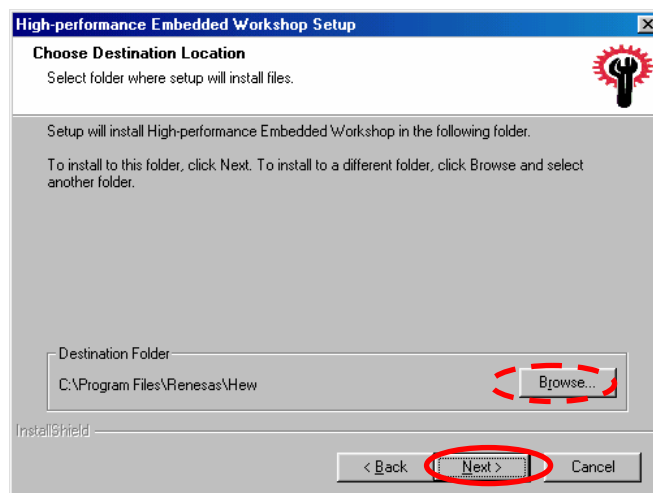 High-performance Embedded Workshop Setup
Choose Destination Location
Select folder where setup will install files.
Setup will install High-performance Embedded Workshop in the following folder.
To install to this folder, click Next. To install to a different folder, click Browse and select
another folder.
Destination Folder
C:\Program Files\Renesas\Hew
Browse...
InstallShield
< Back
Next >
Cancel